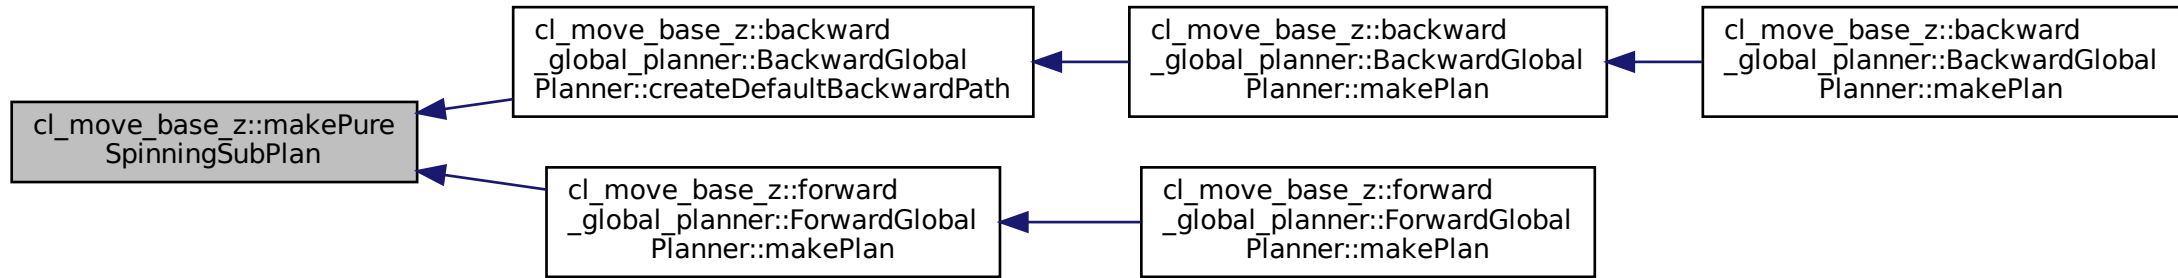 cl_move_base_z::makePure
SpinningSubPlan
cl_move_base_z::backward
_global_planner::BackwardGlobal
Planner::createDefaultBackwardPath
cl_move_base_z::backward
_global_planner::BackwardGlobal
Planner::makePlan
cl_move_base_z::backward
_global_planner::BackwardGlobal
Planner::makePlan
cl_move_base_z::forward
_global_planner::ForwardGlobal
Planner::makePlan
cl_move_base_z::forward
_global_planner::ForwardGlobal
Planner::makePlan